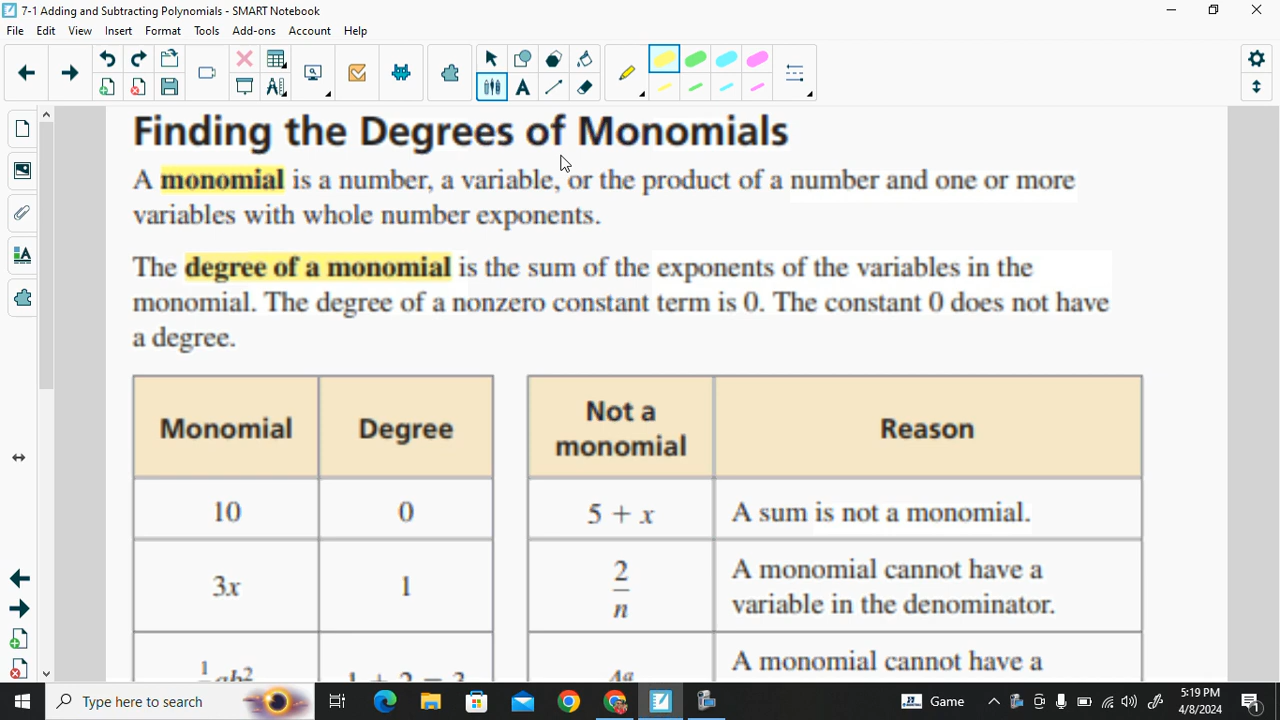 7-1 Adding and Subtracting Polynomials - SMART Notebook
File Edit View Insert Format Tools Add-ons Account Help
Finding the Degrees of Monomials
A monomial is a number, a variable, or the product of a number and one or more
variables with whole number exponents.
The degree of a monomial is the sum of the exponents of the variables in the
monomial. The degree of a nonzero constant term is 0. The constant 0 does not have
a degree.
Monomial Degree
10 0
3x 1
Not a
monomial
Reason
5 + x A sum is not a monomial.
2/n
A monomial cannot have a
variable in the denominator.
A monomial cannot have a
Type here to search
Game
5:19 PM
4/8/2024
1